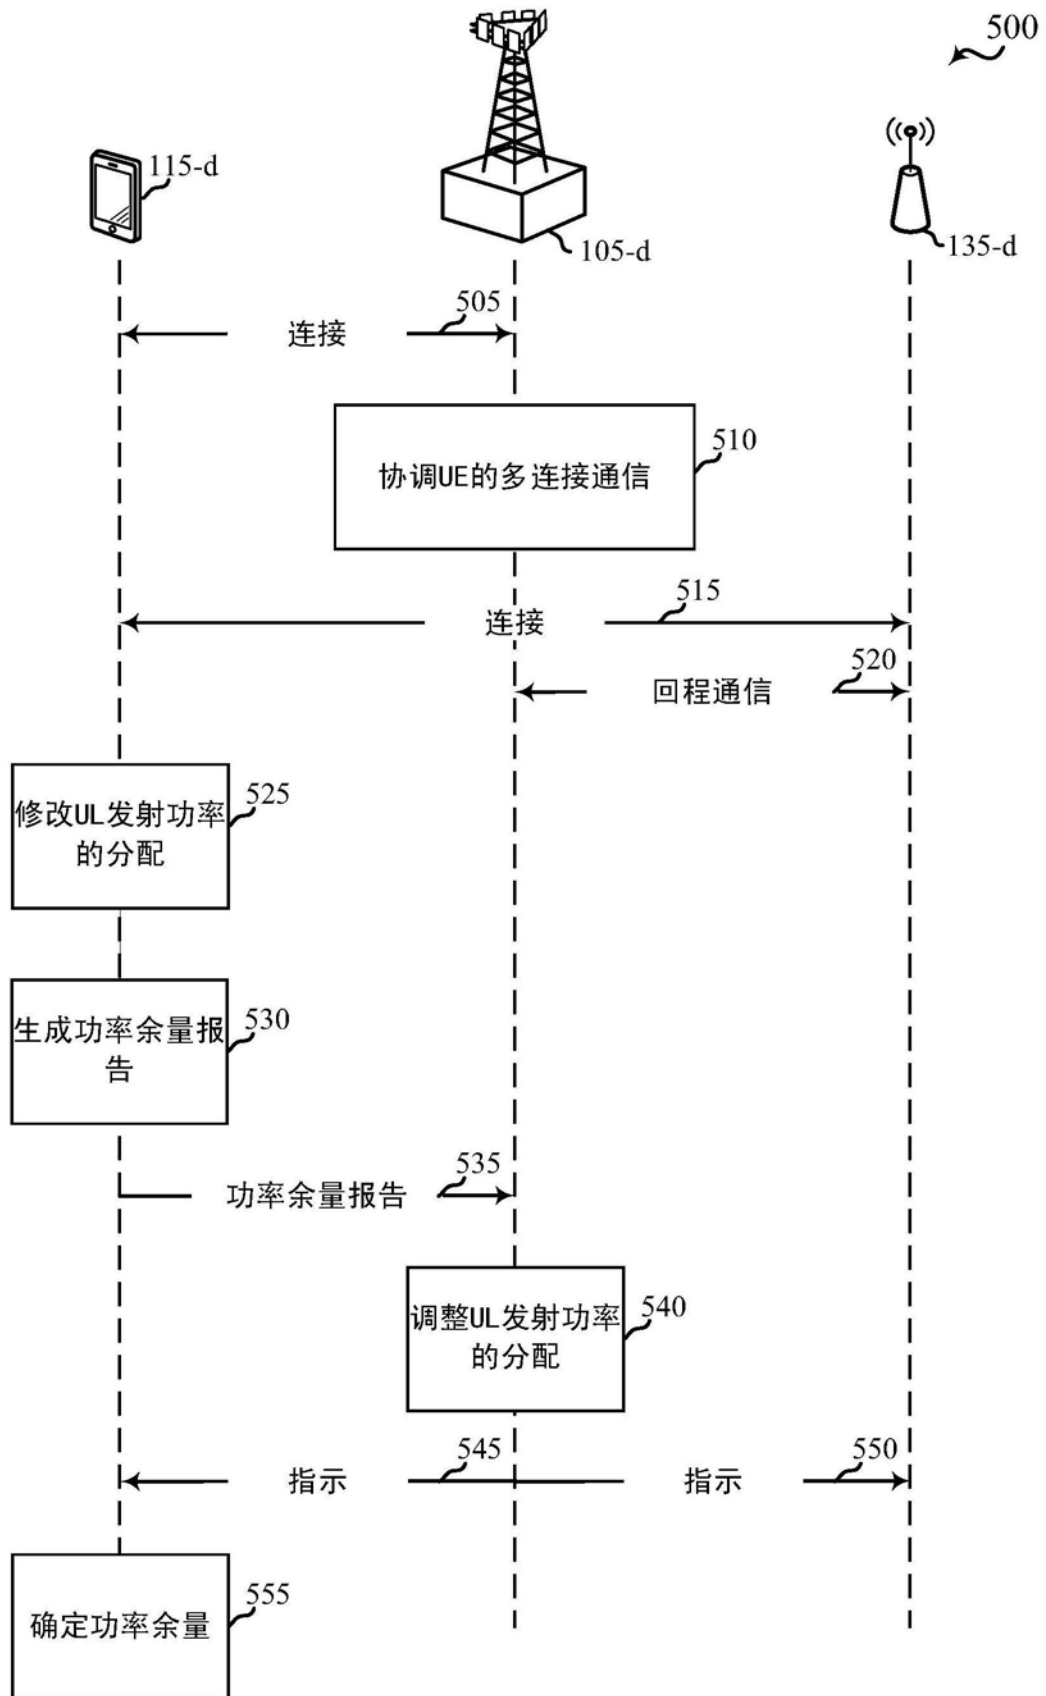 500
115-d
105-d
135-d
505
连接
510
协调UE的多连接通信
515
连接
520
回程通信
525
修改UL发射功率
的分配
530
生成功率余量报
告
535
功率余量报告
540
调整UL发射功率
的分配
545
指示
550
指示
555
确定功率余量